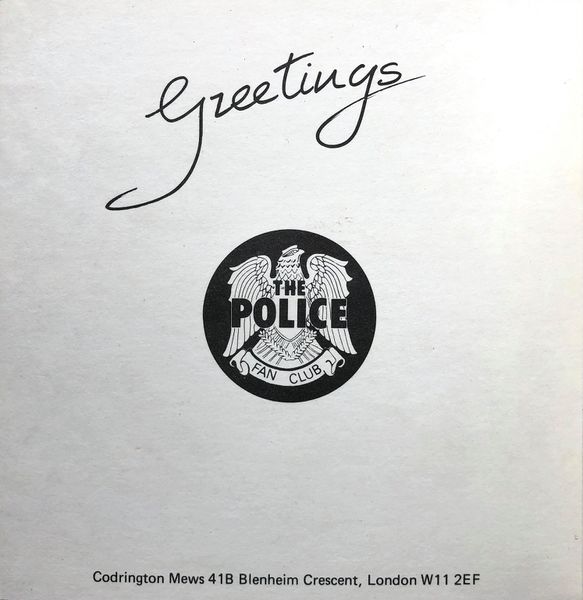 Greetings
THE
POLICE
FAN CLUB
Codrington Mews 41B Blenheim Crescent, London W11 2EF